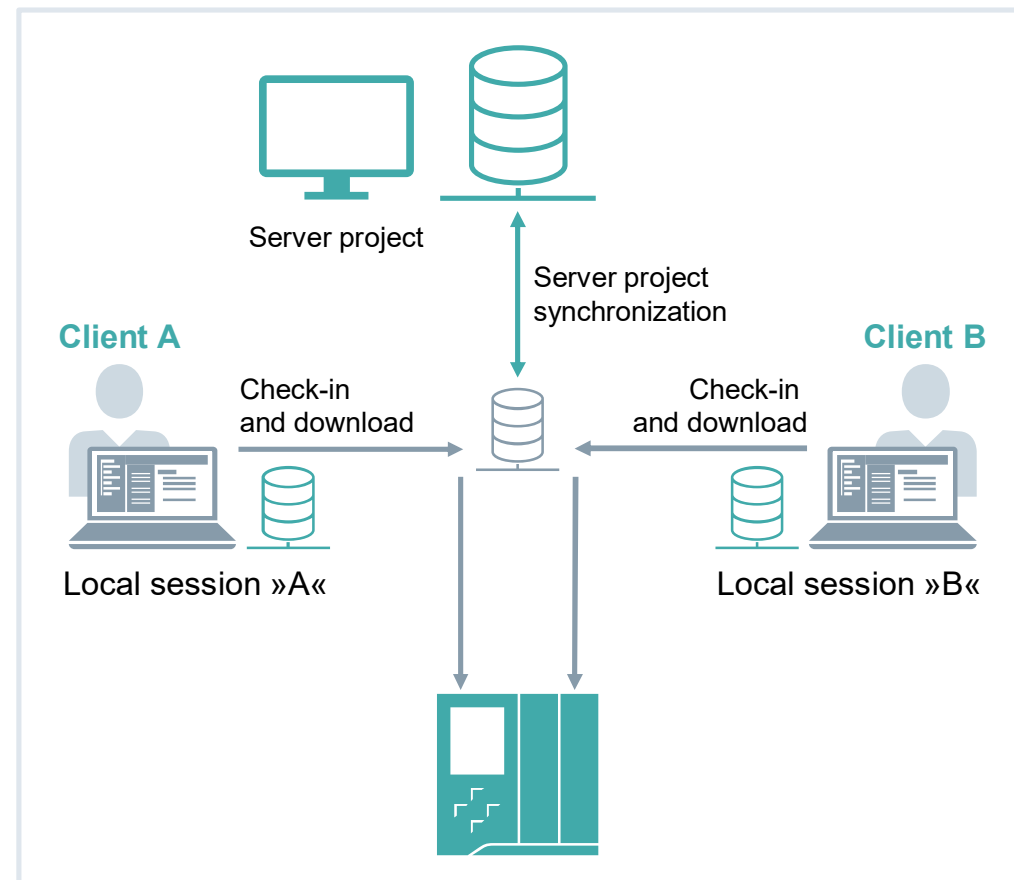 Server project
Server project
synchronization
Client A
Client B
Check-in
and download
Check-in
and download
Local session »A«
Local session »B«